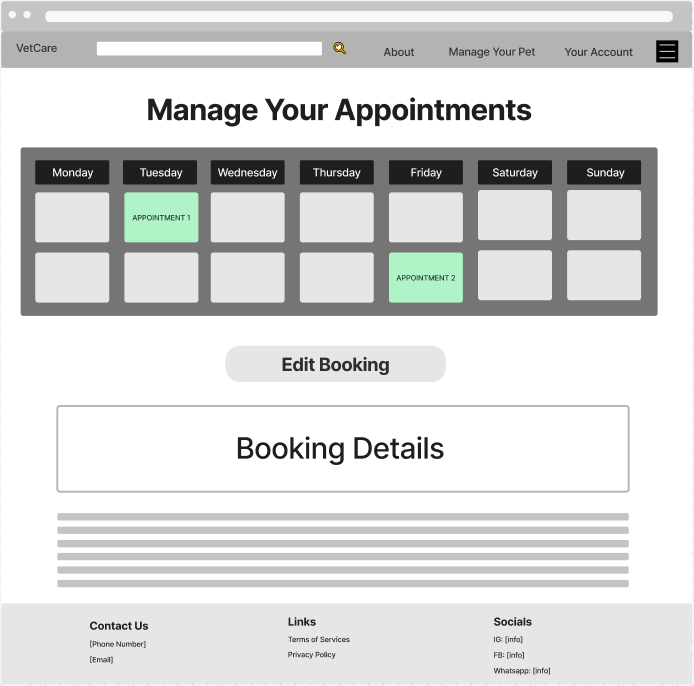 VetCare
About
Manage Your Pet
Your Account
Manage Your Appointments
Monday
Tuesday
Wednesday
Thursday
Friday
Saturday
Sunday
APPOINTMENT 1
APPOINTMENT 2
Edit Booking
Booking Details
Contact Us
[Phone Number]
[Email]
Links
Terms of Services
Privacy Policy
Socials
IG: [info]
FB: [info]
Whatsapp: [info]